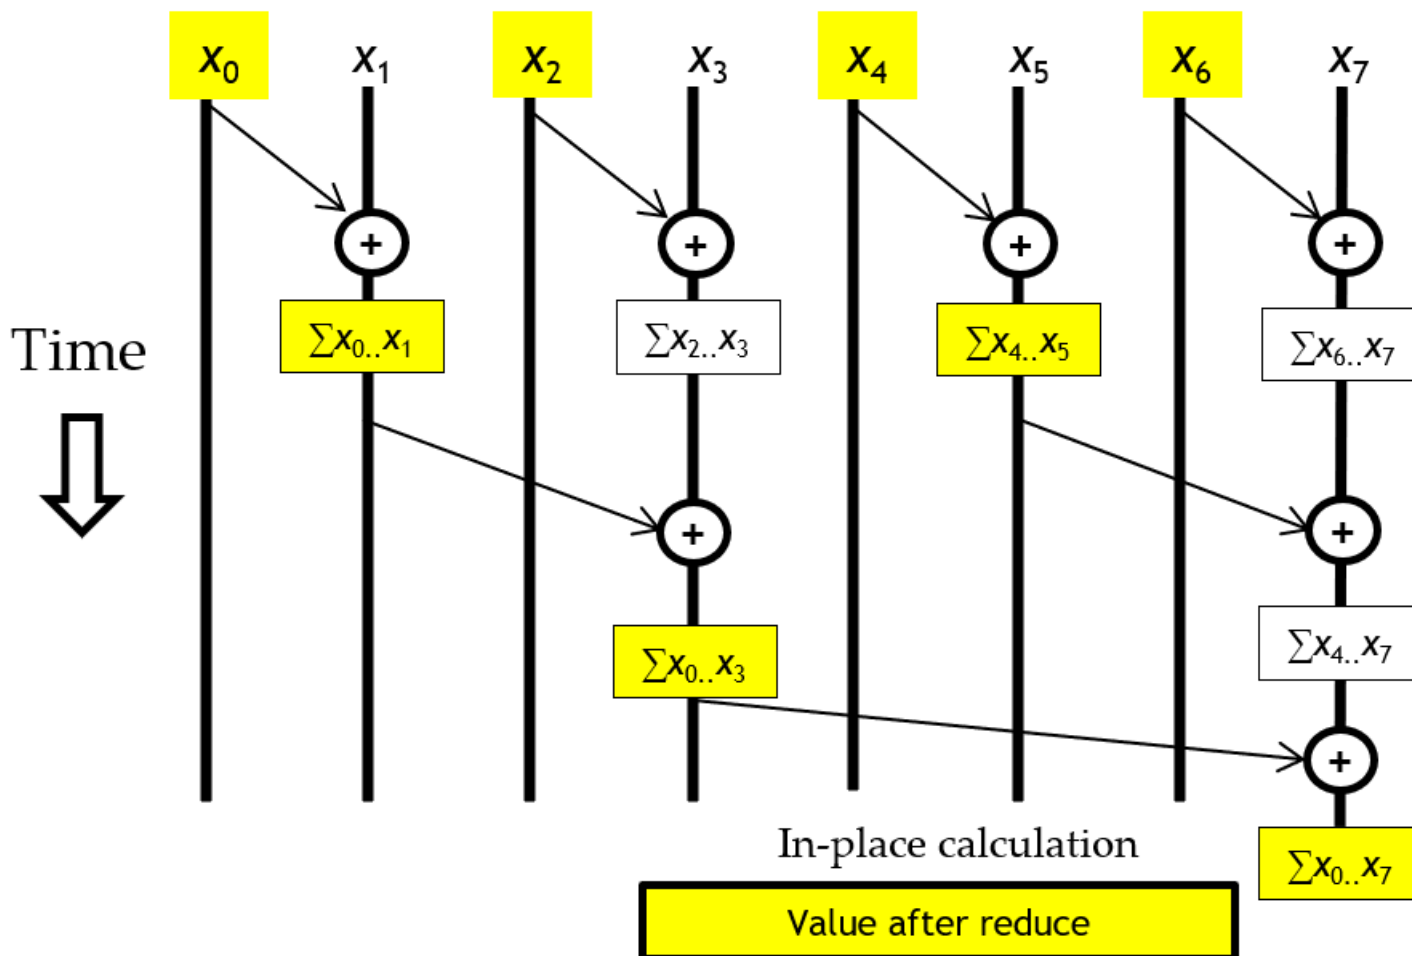 x₀ x₁ x₂ x₃ x₄ x₅ x₆ x₇
+ + + +
∑x₀..x₁ ∑x₂..x₃ ∑x₄..x₅ ∑x₆..x₇
Time
+ +
∑x₀..x₃ ∑x₄..x₇
+
In-place calculation
∑x₀..x₇
Value after reduce